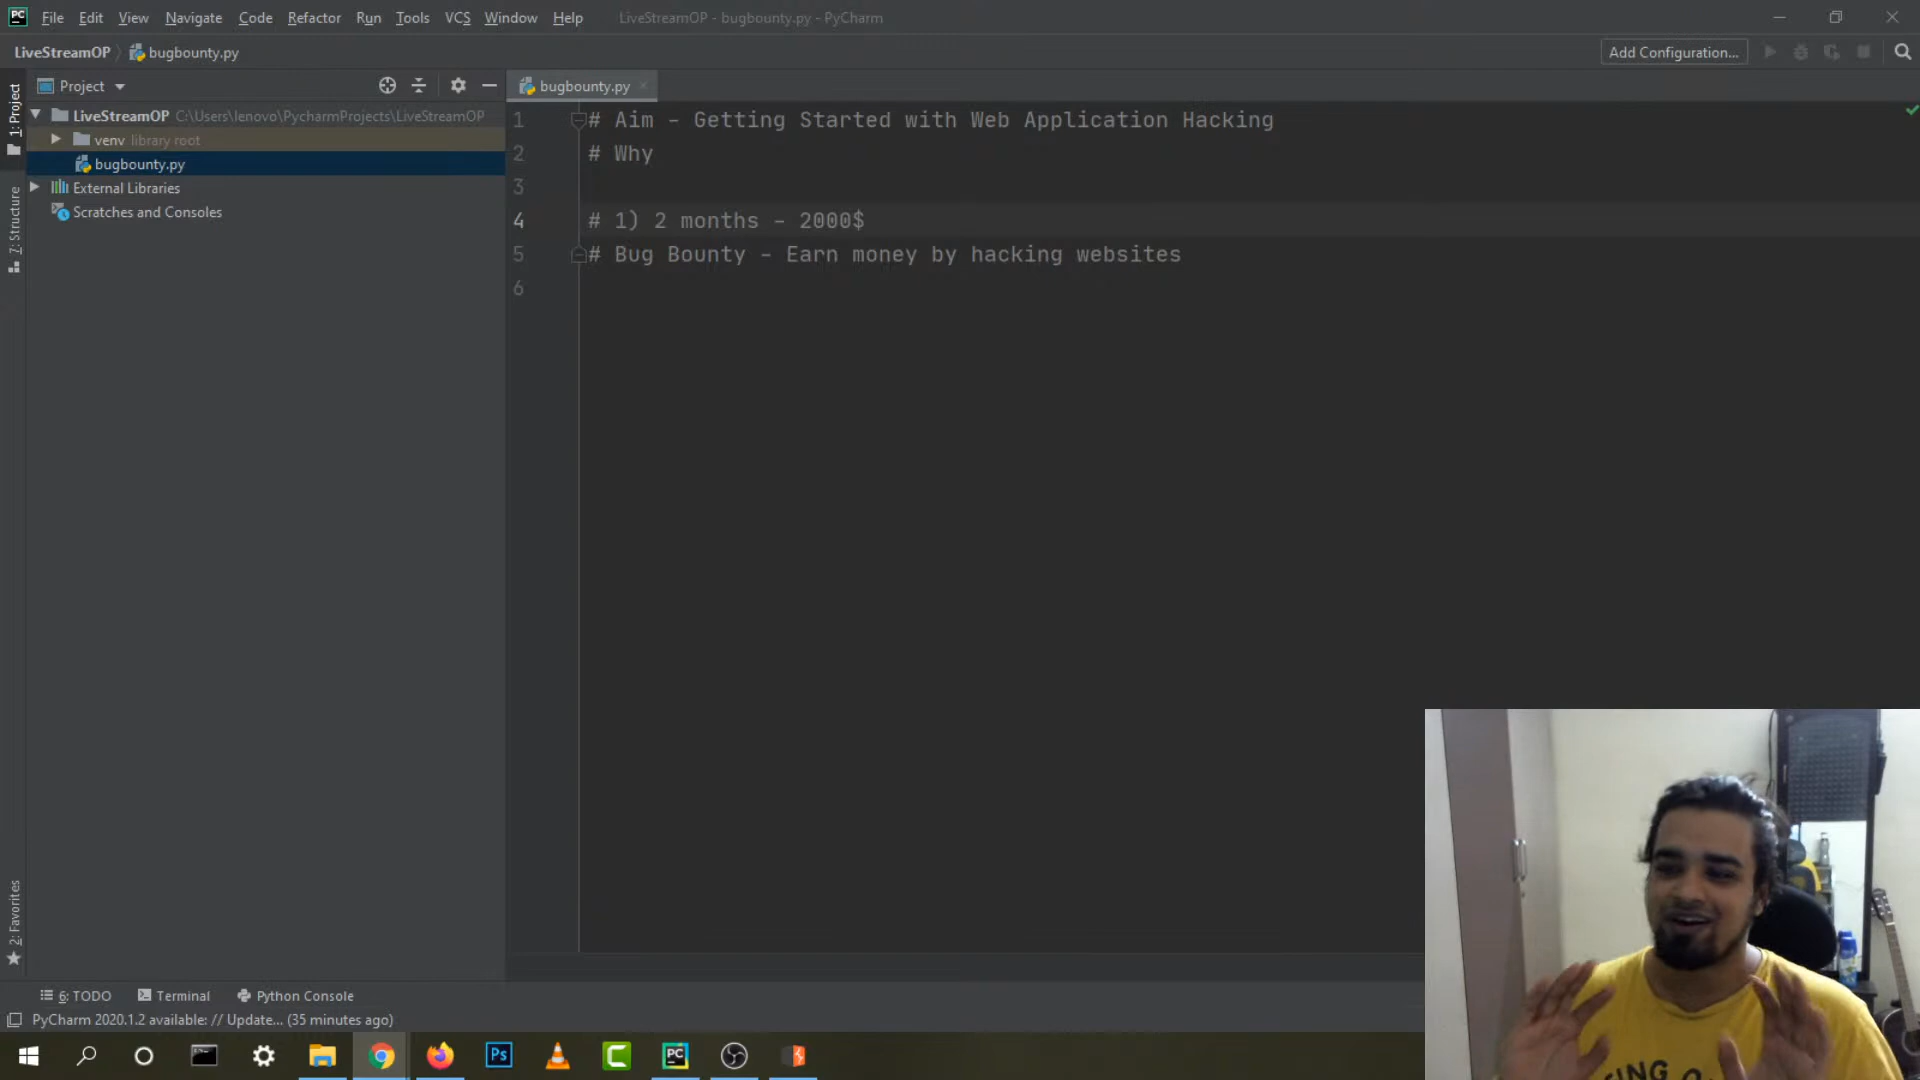 File Edit View Navigate Code Refactor Run Tools VCS Window Help LiveStreamOP - bugbounty.py - PyCharm
LiveStreamOP bugbounty.py Add Configuration...
1: Project
Project
bugbounty.py
LiveStreamOP C:\Users\lenovo\PycharmProjects\LiveStreamOP
venv library root
bugbounty.py
External Libraries
Scratches and Consoles
7: Structure
2: Favorites
1 # Aim - Getting Started with Web Application Hacking
2 # Why
3
4 # 1) 2 months - 2000$
5 # Bug Bounty - Earn money by hacking websites
6
6: TODO Terminal Python Console
PyCharm 2020.1.2 available: // Update... (35 minutes ago)